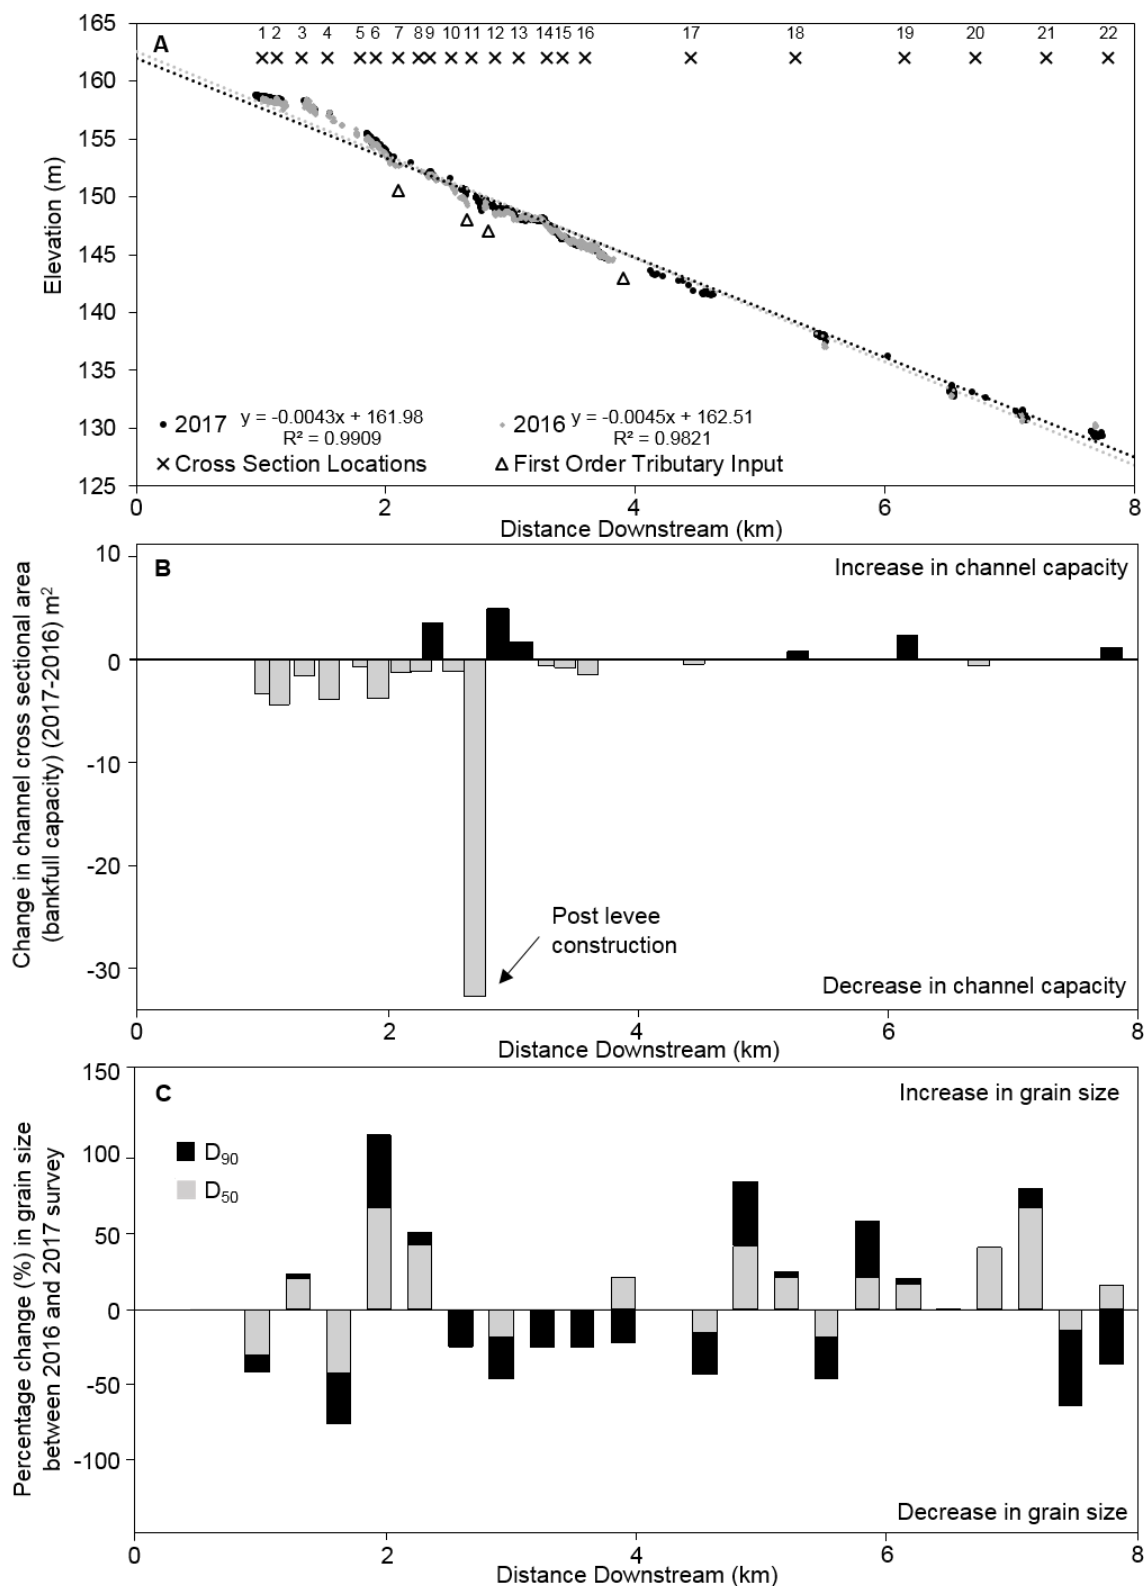 A
1 2 3 4 5 6 7 8 9 10 11 12 13 14 15 16 17 18 19 20 21 22
165
160
155
150
145
140
135
130
125
Elevation (m)
2017 y = -0.0043x + 161.98
R² = 0.9909
2016 y = -0.0045x + 162.51
R² = 0.9821
Cross Section Locations
First Order Tributary Input
0 2 4 6 8
Distance Downstream (km)
B
Increase in channel capacity
10
0
-10
-20
-30
Change in channel cross sectional area
(bankfull capacity) (2017-2016) m²
Post levee
construction
Decrease in channel capacity
0 2 4 6 8
Distance Downstream (km)
C
Increase in grain size
150
100
50
0
-50
-100
Percentage change (%) in grain size
between 2016 and 2017 survey
D₉₀
D₅₀
Decrease in grain size
0 2 4 6 8
Distance Downstream (km)